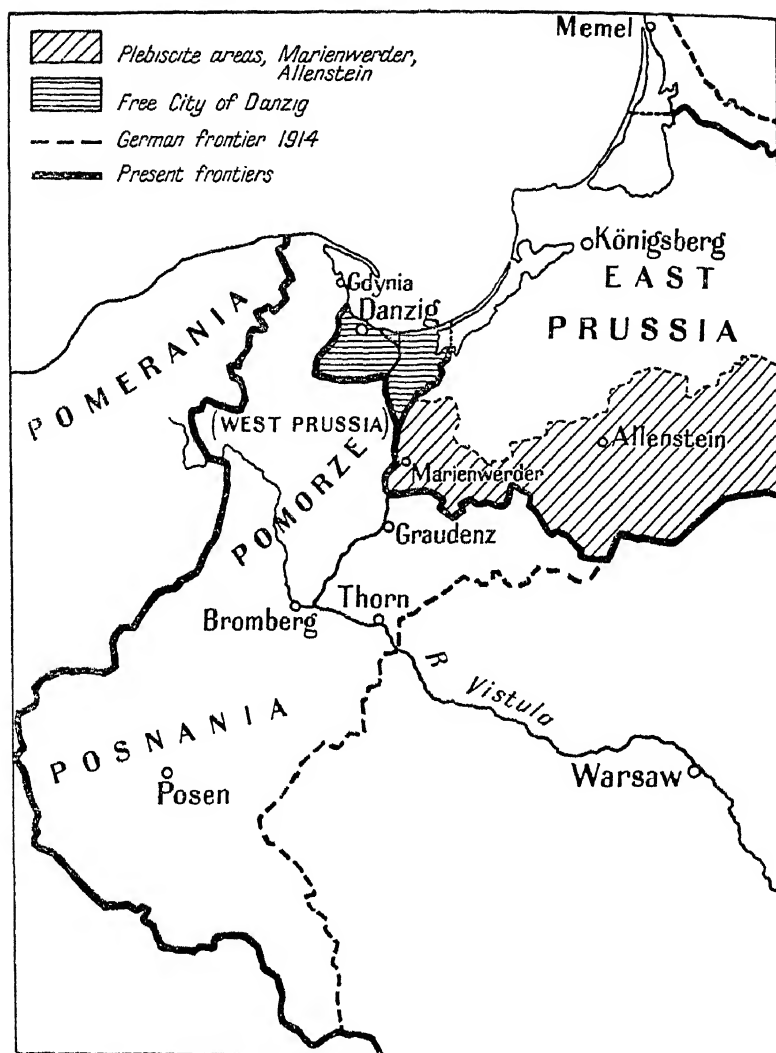 Memel
Plebiscite areas, Marienwerder,
Allenstein
Free City of Danzig
German frontier 1914
Present frontiers
Königsberg
EAST
PRUSSIA
Gdynia
Danzig
POMERANIA
(WEST PRUSSIA)
POMORZE
Allenstein
Marienwerder
Graudenz
Bromberg
Thorn
R. Vistula
POSNANIA
Posen
Warsaw